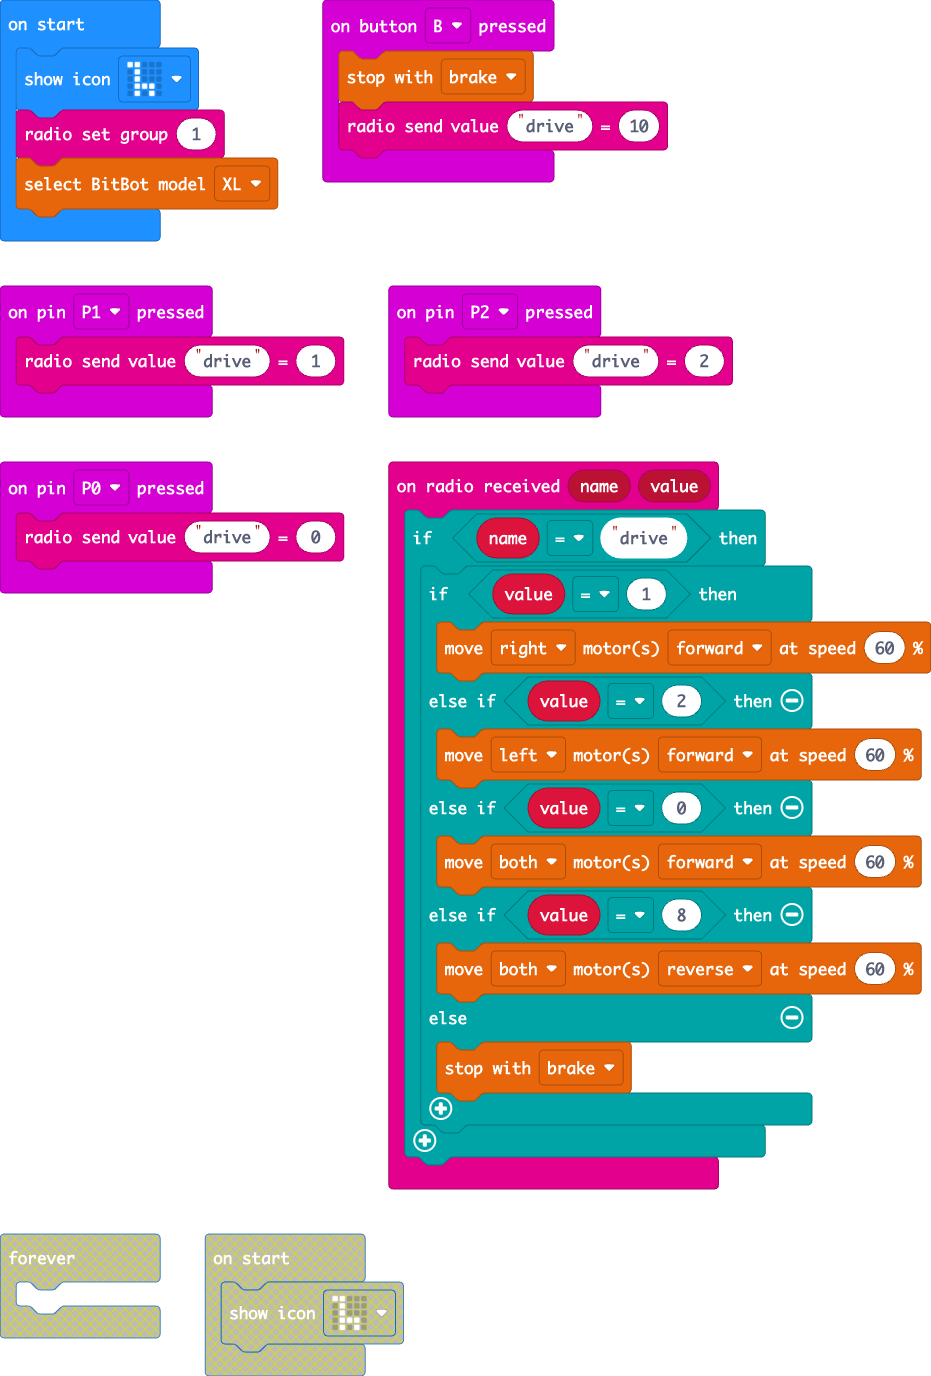 on start
show icon
radio set group 1
select BitBot model XL
on button B pressed
stop with brake
radio send value "drive" = 10
on pin P1 pressed
radio send value "drive" = 1
on pin P2 pressed
radio send value "drive" = 2
on pin P0 pressed
radio send value "drive" = 0
on radio received name value
if name = "drive" then
if value = 1 then
move right motor(s) forward at speed 60 %
else if value = 2 then
move left motor(s) forward at speed 60 %
else if value = 0 then
move both motor(s) forward at speed 60 %
else if value = 8 then
move both motor(s) reverse at speed 60 %
else
stop with brake
forever
on start
show icon